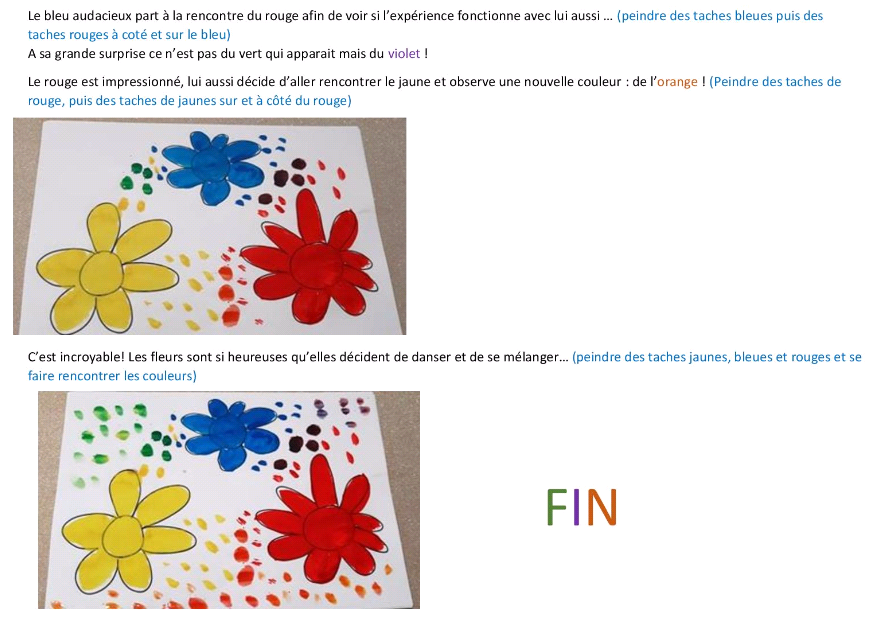 Le bleu audacieux part à la rencontre du rouge afin de voir si l’expérience fonctionne avec lui aussi … (peindre des taches bleues puis des
taches rouges à coté et sur le bleu)
A sa grande surprise ce n’est pas du vert qui apparait mais du violet !
Le rouge est impressionné, lui aussi décide d’aller rencontrer le jaune et observe une nouvelle couleur : de l’orange ! (Peindre des taches de
rouge, puis des taches de jaunes sur et à côté du rouge)
C’est incroyable! Les fleurs sont si heureuses qu’elles décident de danser et de se mélanger… (peindre des taches jaunes, bleues et rouges et se
faire rencontrer les couleurs)
FIN